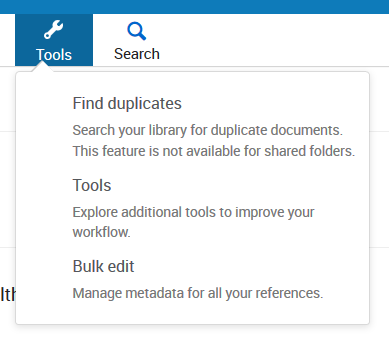 Tools
Search
Find duplicates
Search your library for duplicate documents.
This feature is not available for shared folders.
Tools
Explore additional tools to improve your
workflow.
Bulk edit
Manage metadata for all your references.